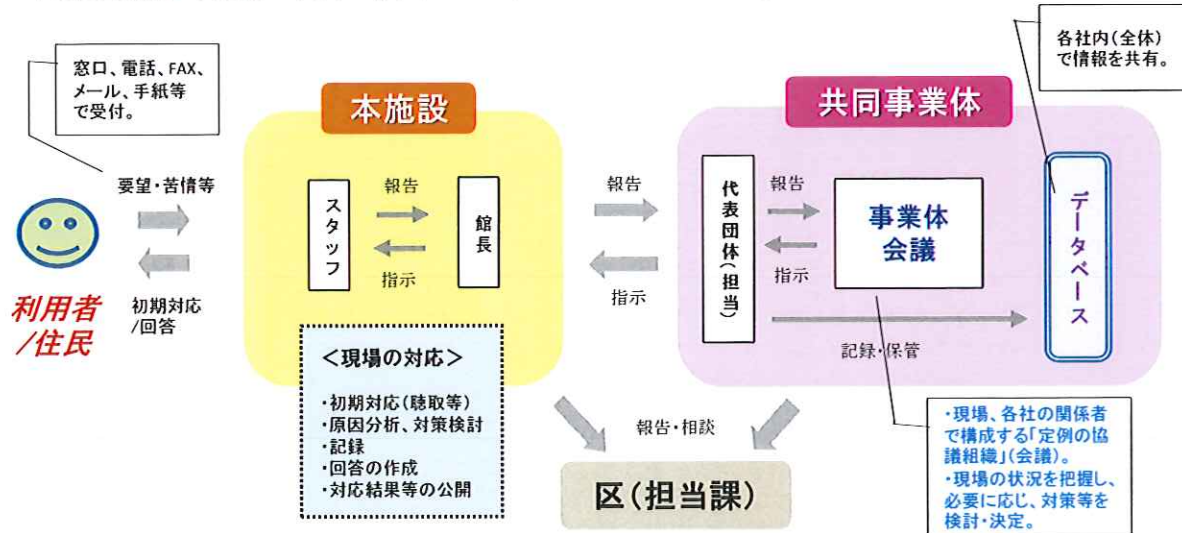 窓口、電話、FAX、
メール、手紙等
で受付。
各社内(全体)
で情報を共有。
本施設
共同事業体
要望・苦情等
初期対応
/回答
利用者
/住民
スタッフ
報告
指示
館長
報告
指示
代表団体(担当)
報告
指示
事業体
会議
記録・保管
データベース
<現場の対応>
・初期対応(聴取等)
・原因分析、対策検討
・記録
・回答の作成
・対応結果等の公開
報告・相談
区(担当課)
・現場、各社の関係者
で構成する「定例の協
議組織」(会議)。
・現場の状況を把握し、
必要に応じ、対策等を
検討・決定。